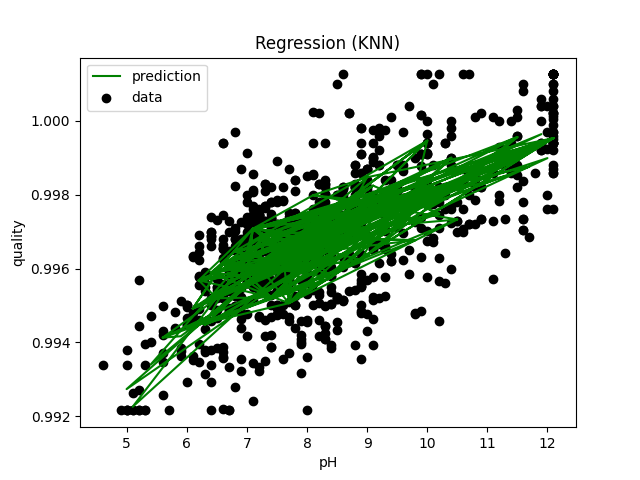 Regression (KNN)
prediction
data
1.000
0.998
0.996
0.994
0.992
quality
5 6 7 8 9 10 11 12
pH